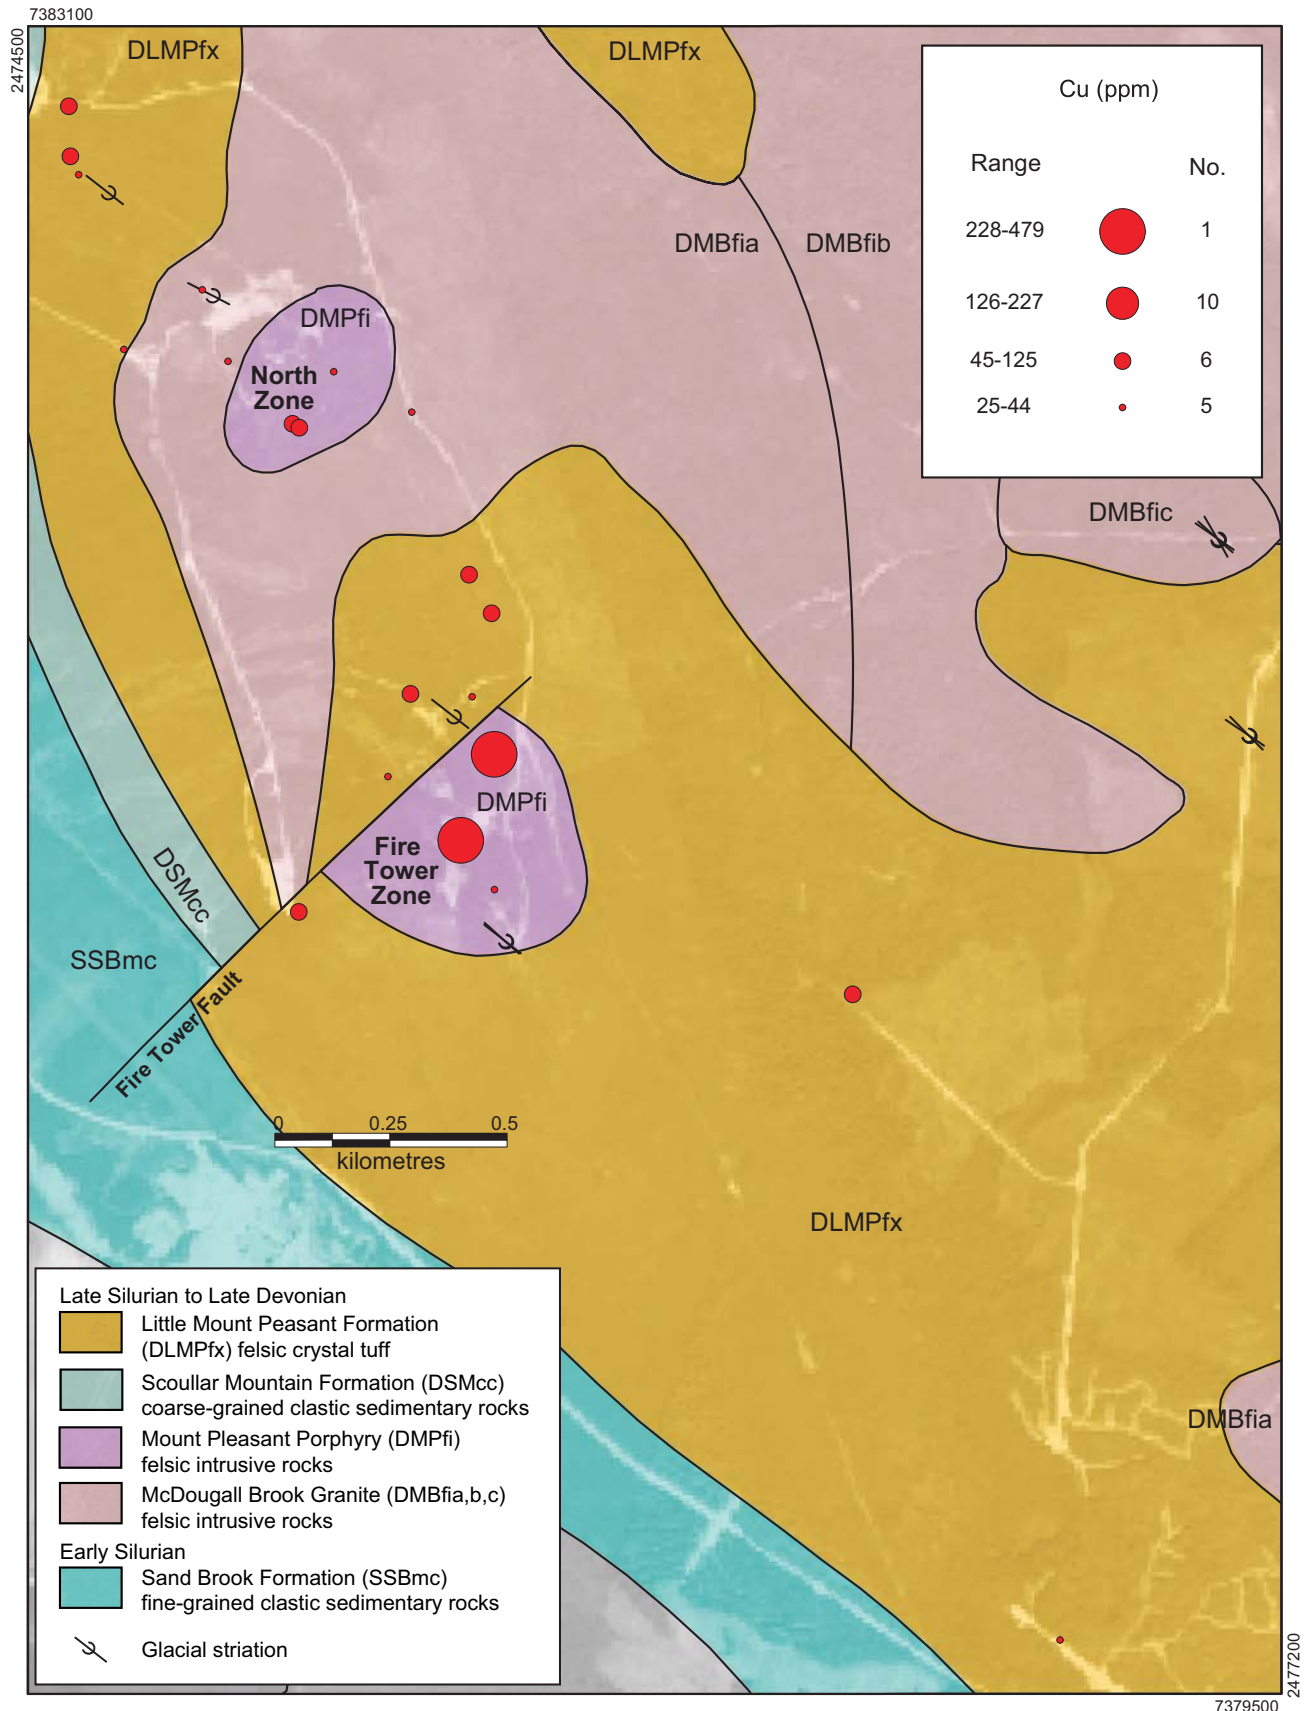 7383100
2474500
DLMPfx
DLMPfx
Cu (ppm)
Range
No.
228-479
1
126-227
10
45-125
6
25-44
5
DMBfia
DMBfib
DMPfi
North
Zone
DMBfic
DMPfi
Fire
Tower
Zone
DSMcc
SSBmc
Fire Tower Fault
0
0.25
0.5
kilometres
DLMPfx
DMBfia
Late Silurian to Late Devonian
Little Mount Peasant Formation
(DLMPfx) felsic crystal tuff
Scoullar Mountain Formation (DSMcc)
coarse-grained clastic sedimentary rocks
Mount Pleasant Porphyry (DMPfi)
felsic intrusive rocks
McDougall Brook Granite (DMBfia,b,c)
felsic intrusive rocks
Early Silurian
Sand Brook Formation (SSBmc)
fine-grained clastic sedimentary rocks
Glacial striation
2477200
7379500